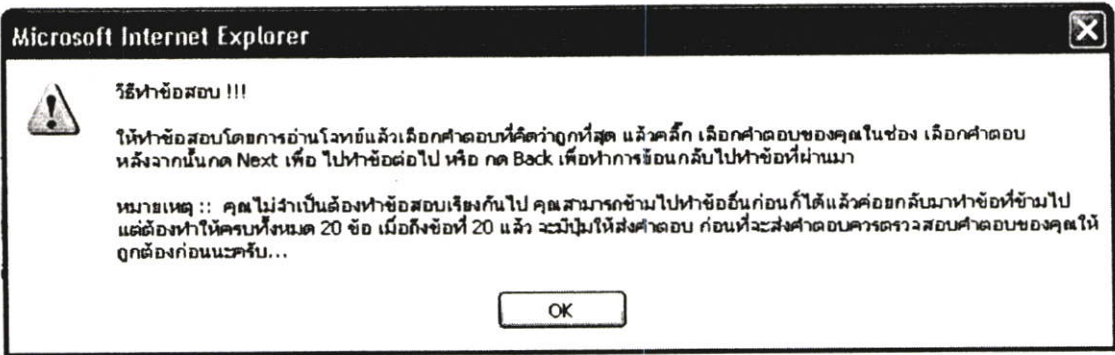 Microsoft Internet Explorer
วิธีทำข้อสอบ !!!
ให้ทำข้อสอบโดยการอ่านโจทย์แล้วเลือกคำตอบที่คิดว่าถูกที่สุด แล้วคลิ๊ก เลือกคำตอบของคุณในช่อง เลือกคำตอบ
หลังจากนั้นกด Next เพื่อ ไปทำข้อต่อไป หรือ กด Back เพื่อทำการย้อนกลับไปทำข้อที่ผ่านมา
หมายเหตุ :: คุณไม่จำเป็นต้องทำข้อสอบเรียงกันไป คุณสามารถข้ามไปทำข้ออื่นก่อนก็ได้แล้วค่อยกลับมาทำข้อที่ข้ามไป
แต่ต้องทำให้ครบทั้งหมด 20 ข้อ เมื่อถึงข้อที่ 20 แล้ว จะมีปุ่มให้ส่งคำตอบ ก่อนที่จะส่งคำตอบควรตรวจสอบคำตอบของคุณให้
ถูกต้องก่อนนะครับ...
OK